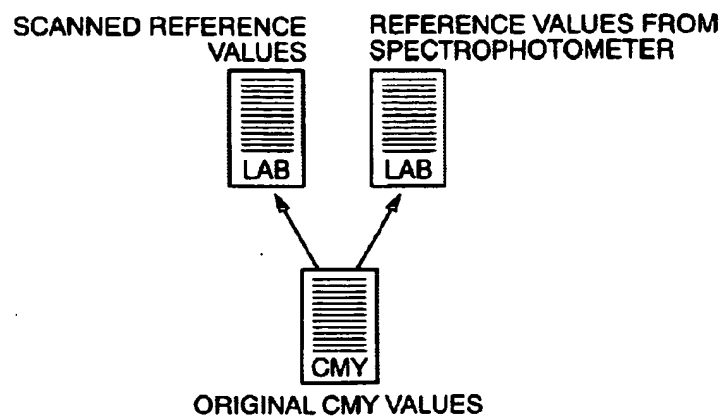 SCANNED REFERENCE
VALUES
REFERENCE VALUES FROM
SPECTROPHOTOMETER
LAB
LAB
CMY
ORIGINAL CMY VALUES